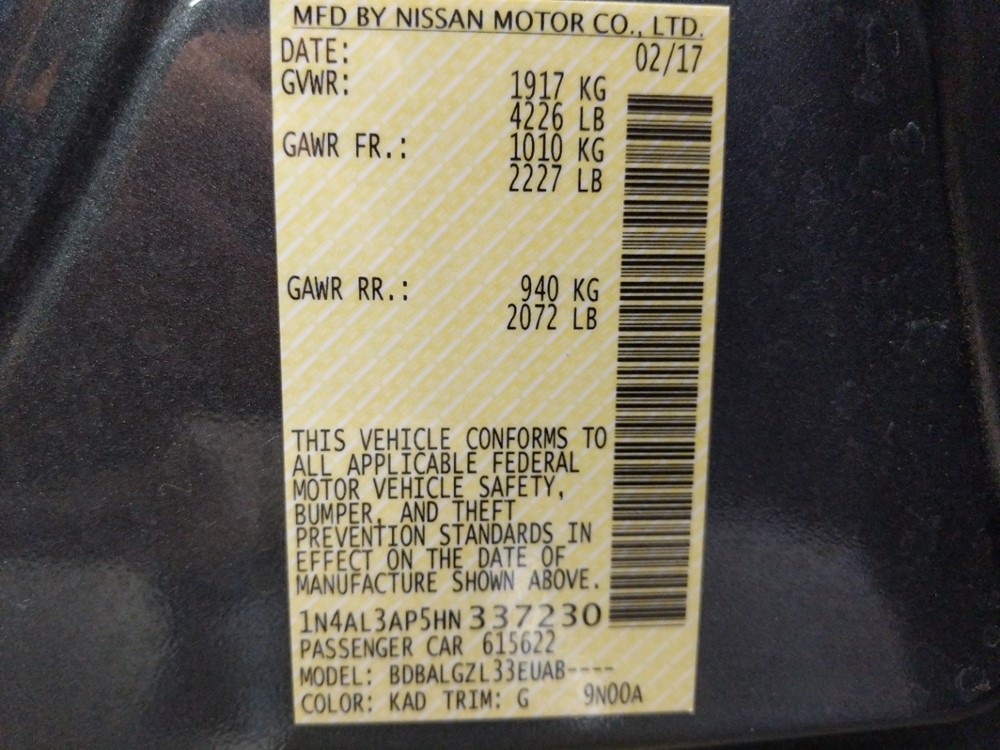 MFD BY NISSAN MOTOR CO., LTD.
DATE: 02/17
GVWR: 1917 KG
4226 LB
GAWR FR.: 1010 KG
2227 LB
GAWR RR.: 940 KG
2072 LB
THIS VEHICLE CONFORMS TO
ALL APPLICABLE FEDERAL
MOTOR VEHICLE SAFETY,
BUMPER, AND THEFT
PREVENTION STANDARDS IN
EFFECT ON THE DATE OF
MANUFACTURE SHOWN ABOVE.
1N4AL3AP5HN337230
PASSENGER CAR 615622
MODEL: BDBALGZL33EUAB----
COLOR: KAD TRIM: G 9N00A